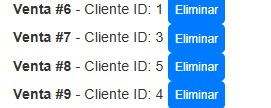 Venta #6 - Cliente ID: 1 Eliminar
Venta #7 - Cliente ID: 3 Eliminar
Venta #8 - Cliente ID: 5 Eliminar
Venta #9 - Cliente ID: 4 Eliminar